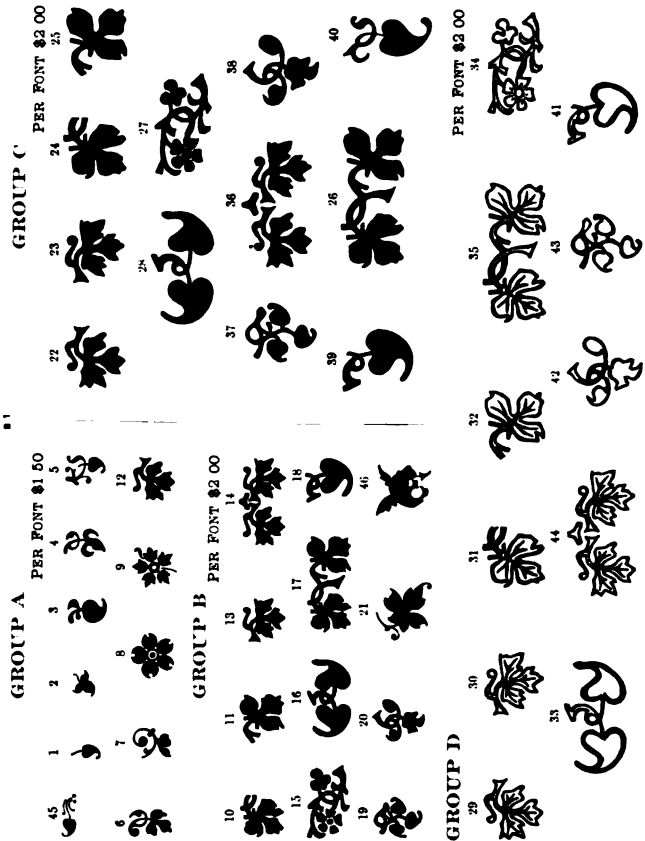 GROUP A
PER FONT $1 50
45 1 2 3 4 5
6 7 8 9 12
GROUP B
PER FONT $2 00
10 11 13 14
15 16 17 18
19 20 21 46
GROUP C
PER FONT $2 00
22 23 24 25
28 27
37 36 38
39 26 40
GROUP D
PER FONT $2 00
29 30 31 32 35 34
33 44 42 43 41